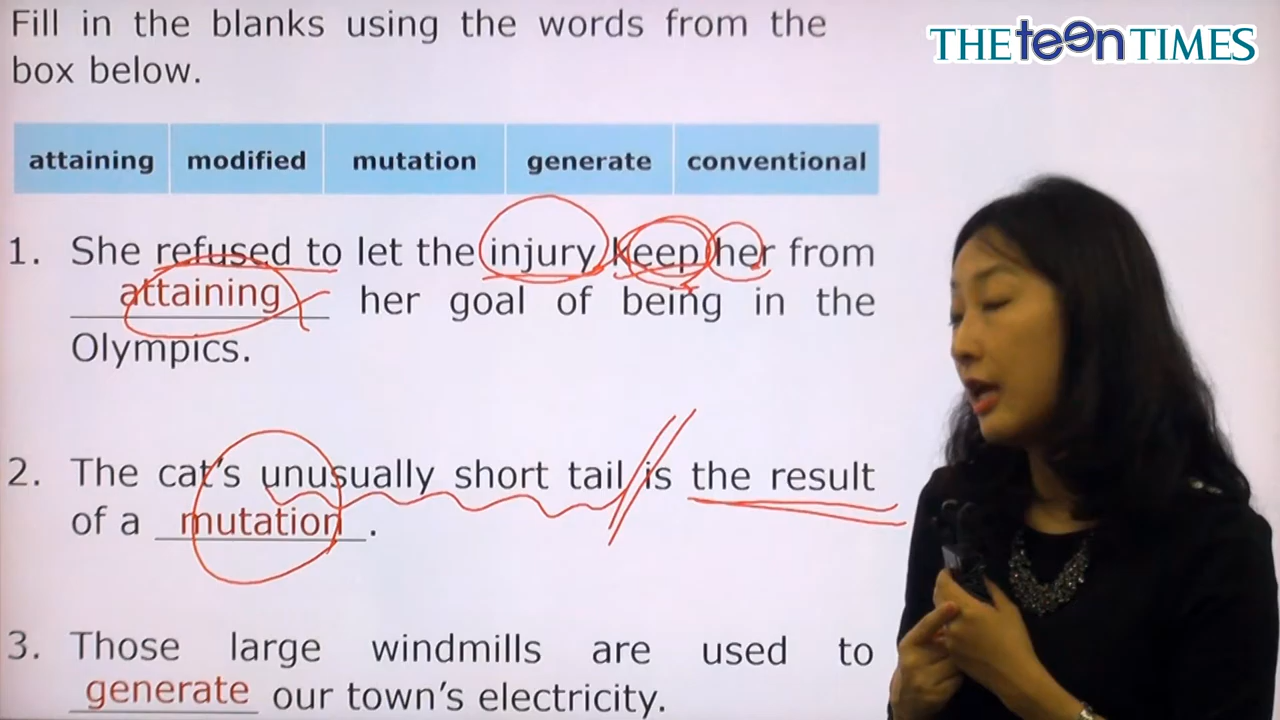 Fill in the blanks using the words from the
THE teen TIMES
box below.
attaining modified mutation generate conventional
1. She refused to let the injury keep her from
attaining her goal of being in the
Olympics.
2. The cat's unusually short tail is the result
of a mutation.
3. Those large windmills are used to
generate our town's electricity.